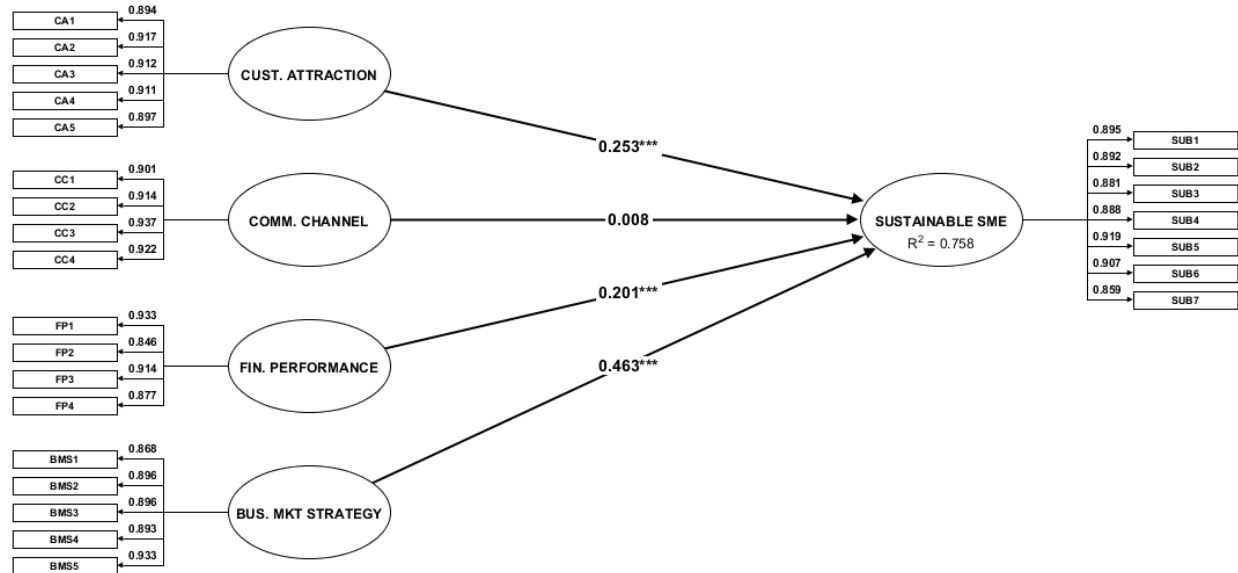 0.894
CA1
0.917
CA2
0.912
CA3
0.911
CA4
0.897
CA5
CUST. ATTRACTION
0.253***
0.901
CC1
0.914
CC2
0.937
CC3
0.922
CC4
COMM. CHANNEL
0.008
0.933
FP1
0.846
FP2
0.914
FP3
0.877
FP4
FIN. PERFORMANCE
0.201***
0.868
BMS1
0.896
BMS2
0.896
BMS3
0.893
BMS4
0.933
BMS5
BUS. MKT STRATEGY
0.463***
SUSTAINABLE SME
R² = 0.758
0.895
SUB1
0.892
SUB2
0.881
SUB3
0.888
SUB4
0.919
SUB5
0.907
SUB6
0.859
SUB7